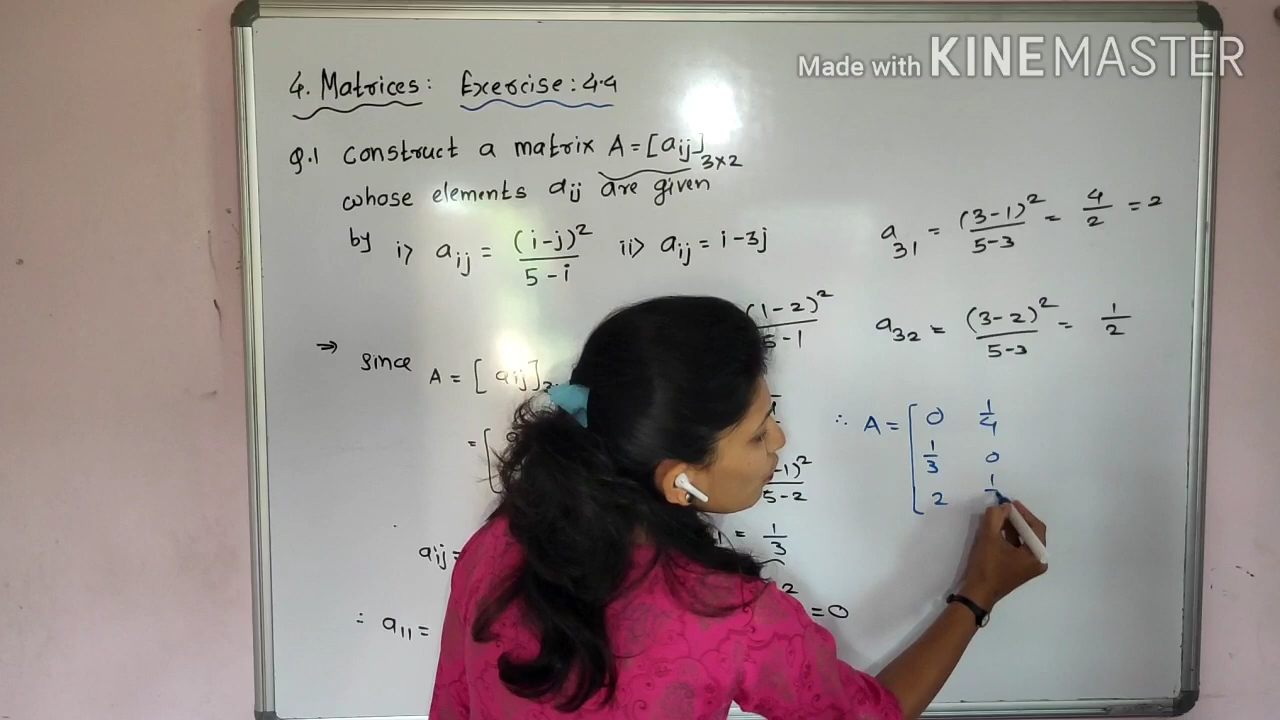 Made with KINEMASTER
4. Matrices: Exercise: 4.4
Q.1 Construct a matrix A = [aij]3×2
whose elements aij are given
by i> aij = (i-j)²/5-i ii> aij = i-3j
⇒ since A = [aij]
=[
aij=
∴ a11 =
(1-2)²/5-1
-1)²/5-2
= 1/3
= 0
a31 = (3-1)²/5-3 = 4/2 = 2
a32 = (3-2)²/5-3 = 1/2
∴ A = [ 0 1/4
1/3 0
2 1/